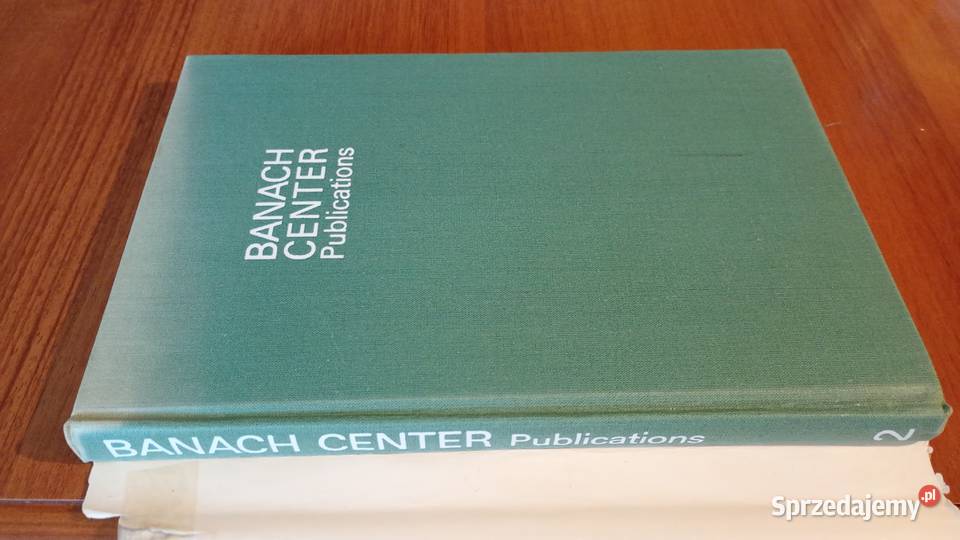 BANACH
CENTER
Publications
BANACH CENTER Publications 2
Sprzedajemy.pl